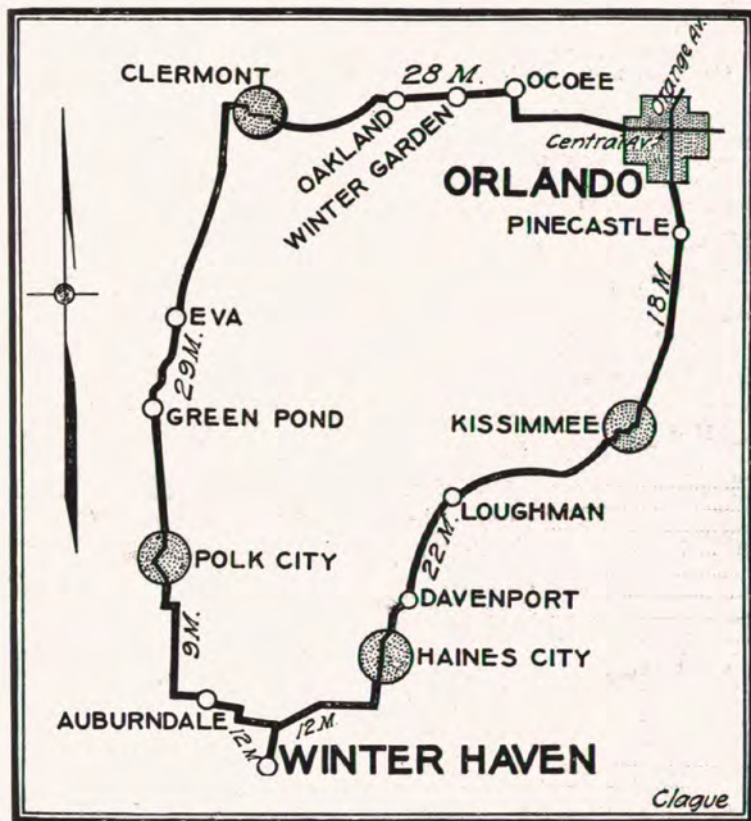 CLERMONT
28 M.
OCOEE
Orange Av.
OAKLAND
WINTER GARDEN
Central Av.
ORLANDO
PINECASTLE
18 M
EVA
29 M.
GREEN POND
KISSIMMEE
LOUGHMAN
22 M.
POLK CITY
DAVENPORT
9 M.
HAINES CITY
AUBURNDALE
12 M
12 M.
WINTER HAVEN
Clague